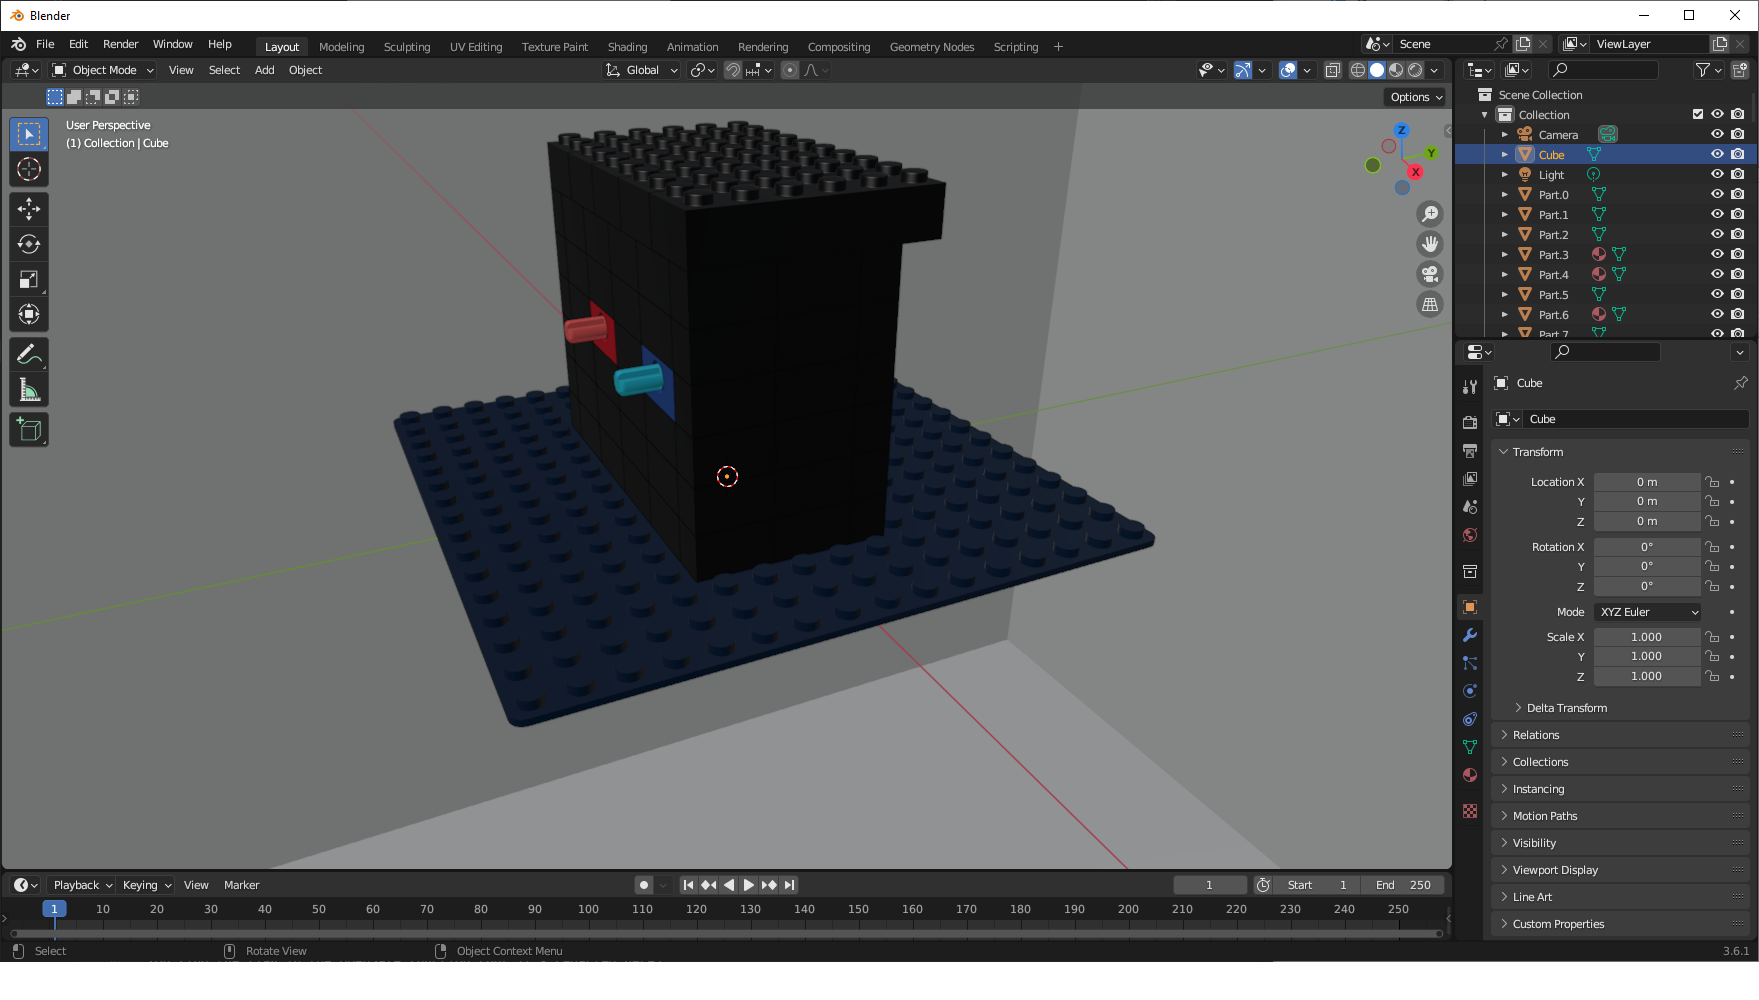 Blender
File Edit Render Window Help Layout Modeling Sculpting UV Editing Texture Paint Shading Animation Rendering Compositing Geometry Nodes Scripting + Scene ViewLayer
Object Mode View Select Add Object Global
Options
User Perspective
(1) Collection | Cube
Z
Y
X
Scene Collection
Collection
Camera
Cube
Light
Part.0
Part.1
Part.2
Part.3
Part.4
Part.5
Part.6
Part.7
Cube
Cube
Transform
Location X 0 m
Y 0 m
Z 0 m
Rotation X 0°
Y 0°
Z 0°
Mode XYZ Euler
Scale X 1.000
Y 1.000
Z 1.000
Delta Transform
Relations
Collections
Instancing
Motion Paths
Visibility
Viewport Display
Line Art
Custom Properties
Playback Keying View Marker 1 Start 1 End 250
1 10 20 30 40 50 60 70 80 90 100 110 120 130 140 150 160 170 180 190 200 210 220 230 240 250
Select Rotate View Object Context Menu 3.6.1